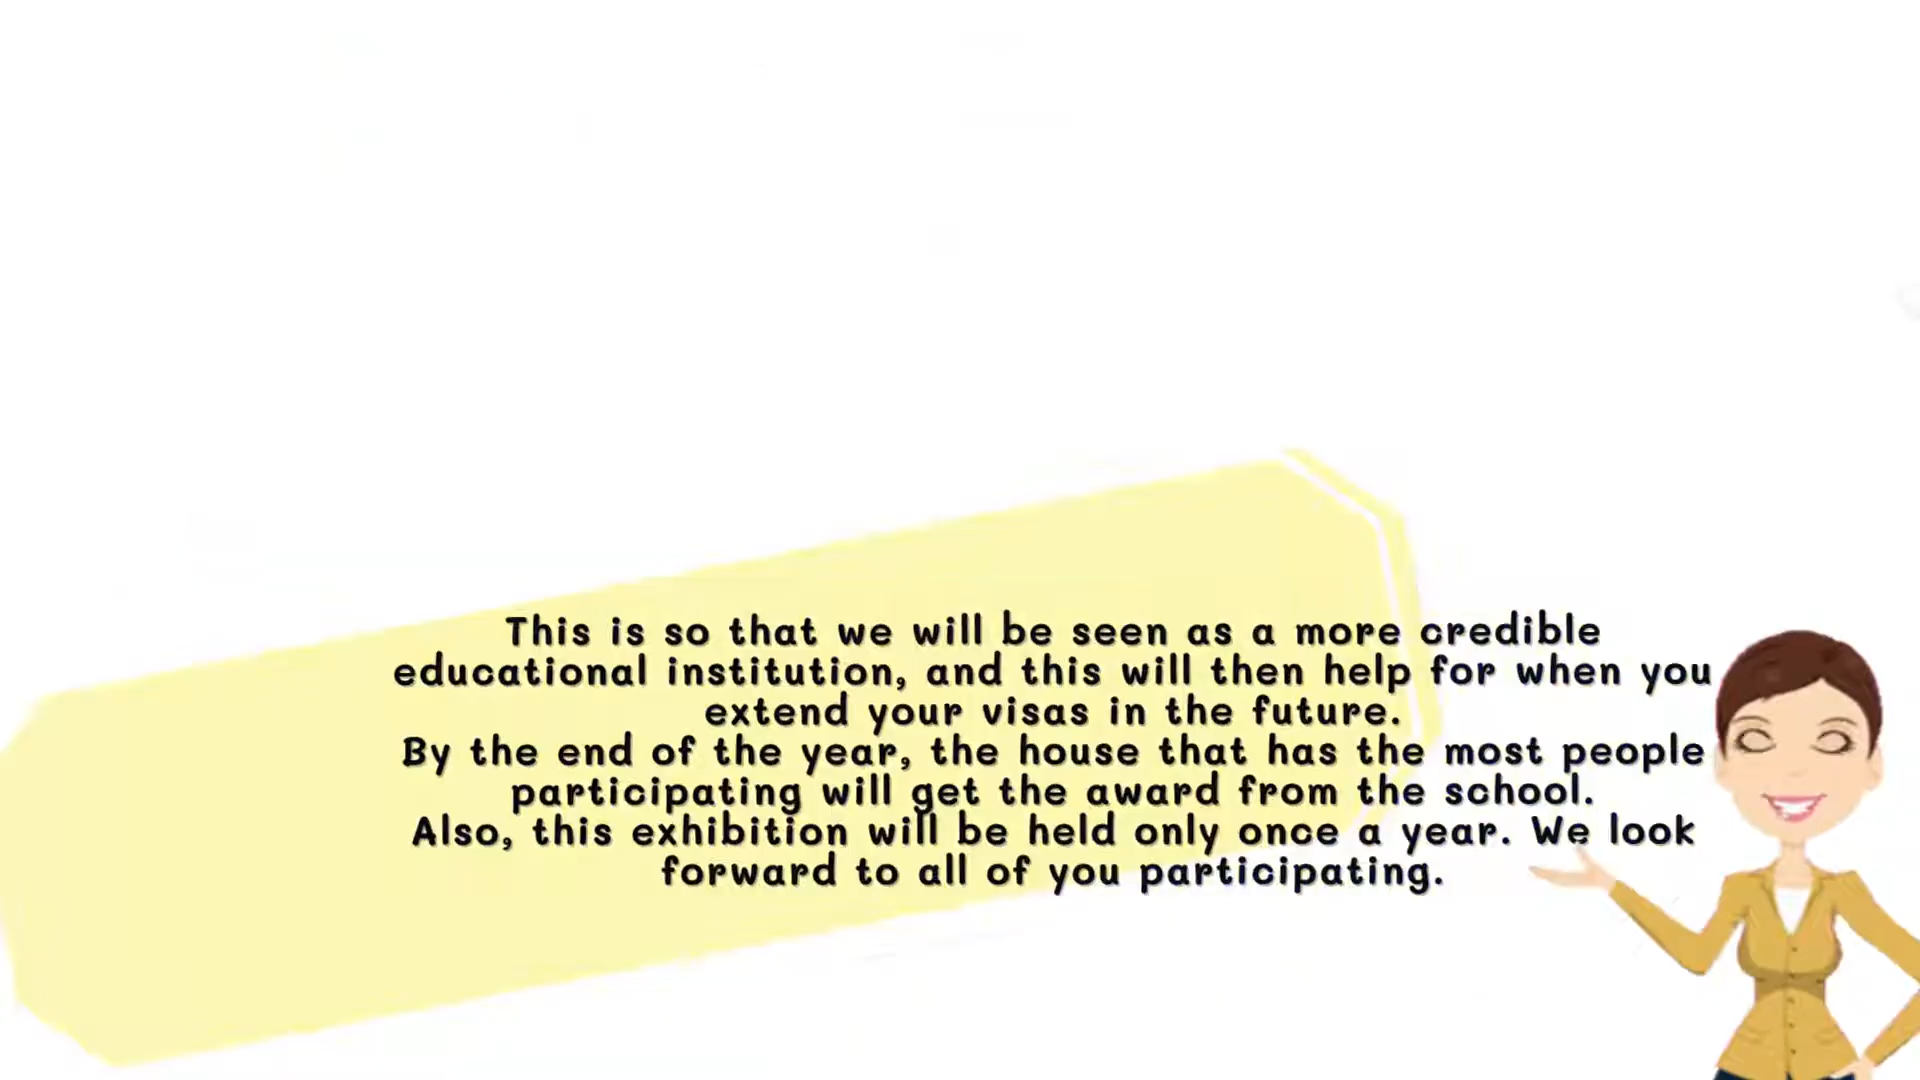 This is so that we will be seen as a more credible
educational institution, and this will then help for when you
extend your visas in the future.
By the end of the year, the house that has the most people
participating will get the award from the school.
Also, this exhibition will be held only once a year. We look
forward to all of you participating.